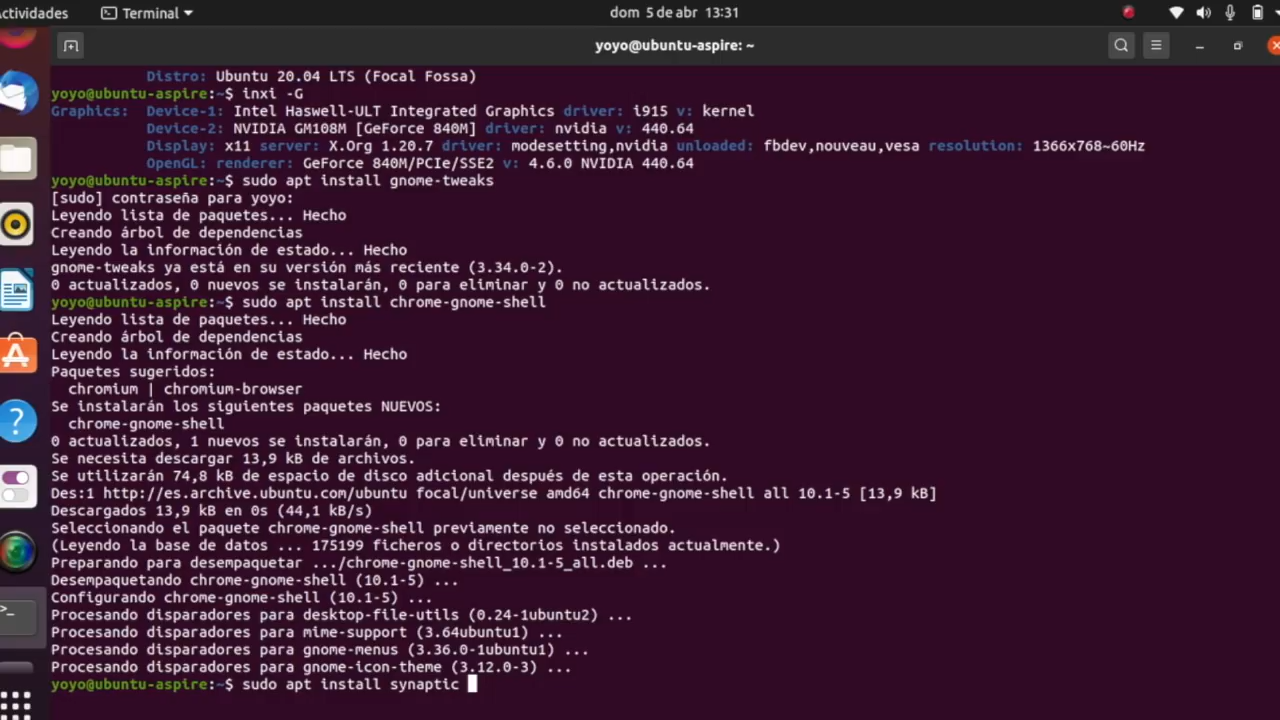 Actividades
Terminal
dom 5 de abr 13:31
yoyo@ubuntu-aspire: ~
Distro: Ubuntu 20.04 LTS (Focal Fossa)
yoyo@ubuntu-aspire:~$ inxi -G
Graphics: Device-1: Intel Haswell-ULT Integrated Graphics driver: i915 v: kernel
Device-2: NVIDIA GM108M [GeForce 840M] driver: nvidia v: 440.64
Display: x11 server: X.Org 1.20.7 driver: modesetting,nvidia unloaded: fbdev,nouveau,vesa resolution: 1366x768~60Hz
OpenGL: renderer: GeForce 840M/PCIe/SSE2 v: 4.6.0 NVIDIA 440.64
yoyo@ubuntu-aspire:~$ sudo apt install gnome-tweaks
[sudo] contraseña para yoyo:
Leyendo lista de paquetes... Hecho
Creando árbol de dependencias
Leyendo la información de estado... Hecho
gnome-tweaks ya está en su versión más reciente (3.34.0-2).
0 actualizados, 0 nuevos se instalarán, 0 para eliminar y 0 no actualizados.
yoyo@ubuntu-aspire:~$ sudo apt install chrome-gnome-shell
Leyendo lista de paquetes... Hecho
Creando árbol de dependencias
Leyendo la información de estado... Hecho
Paquetes sugeridos:
chromium | chromium-browser
Se instalarán los siguientes paquetes NUEVOS:
chrome-gnome-shell
0 actualizados, 1 nuevos se instalarán, 0 para eliminar y 0 no actualizados.
Se necesita descargar 13,9 kB de archivos.
Se utilizarán 74,8 kB de espacio de disco adicional después de esta operación.
Des:1 http://es.archive.ubuntu.com/ubuntu focal/universe amd64 chrome-gnome-shell all 10.1-5 [13,9 kB]
Descargados 13,9 kB en 0s (44,1 kB/s)
Seleccionando el paquete chrome-gnome-shell previamente no seleccionado.
(Leyendo la base de datos ... 175199 ficheros o directorios instalados actualmente.)
Preparando para desempaquetar .../chrome-gnome-shell_10.1-5_all.deb ...
Desempaquetando chrome-gnome-shell (10.1-5) ...
Configurando chrome-gnome-shell (10.1-5) ...
Procesando disparadores para desktop-file-utils (0.24-1ubuntu2) ...
Procesando disparadores para mime-support (3.64ubuntu1) ...
Procesando disparadores para gnome-menus (3.36.0-1ubuntu1) ...
Procesando disparadores para gnome-icon-theme (3.12.0-3) ...
yoyo@ubuntu-aspire:~$ sudo apt install synaptic